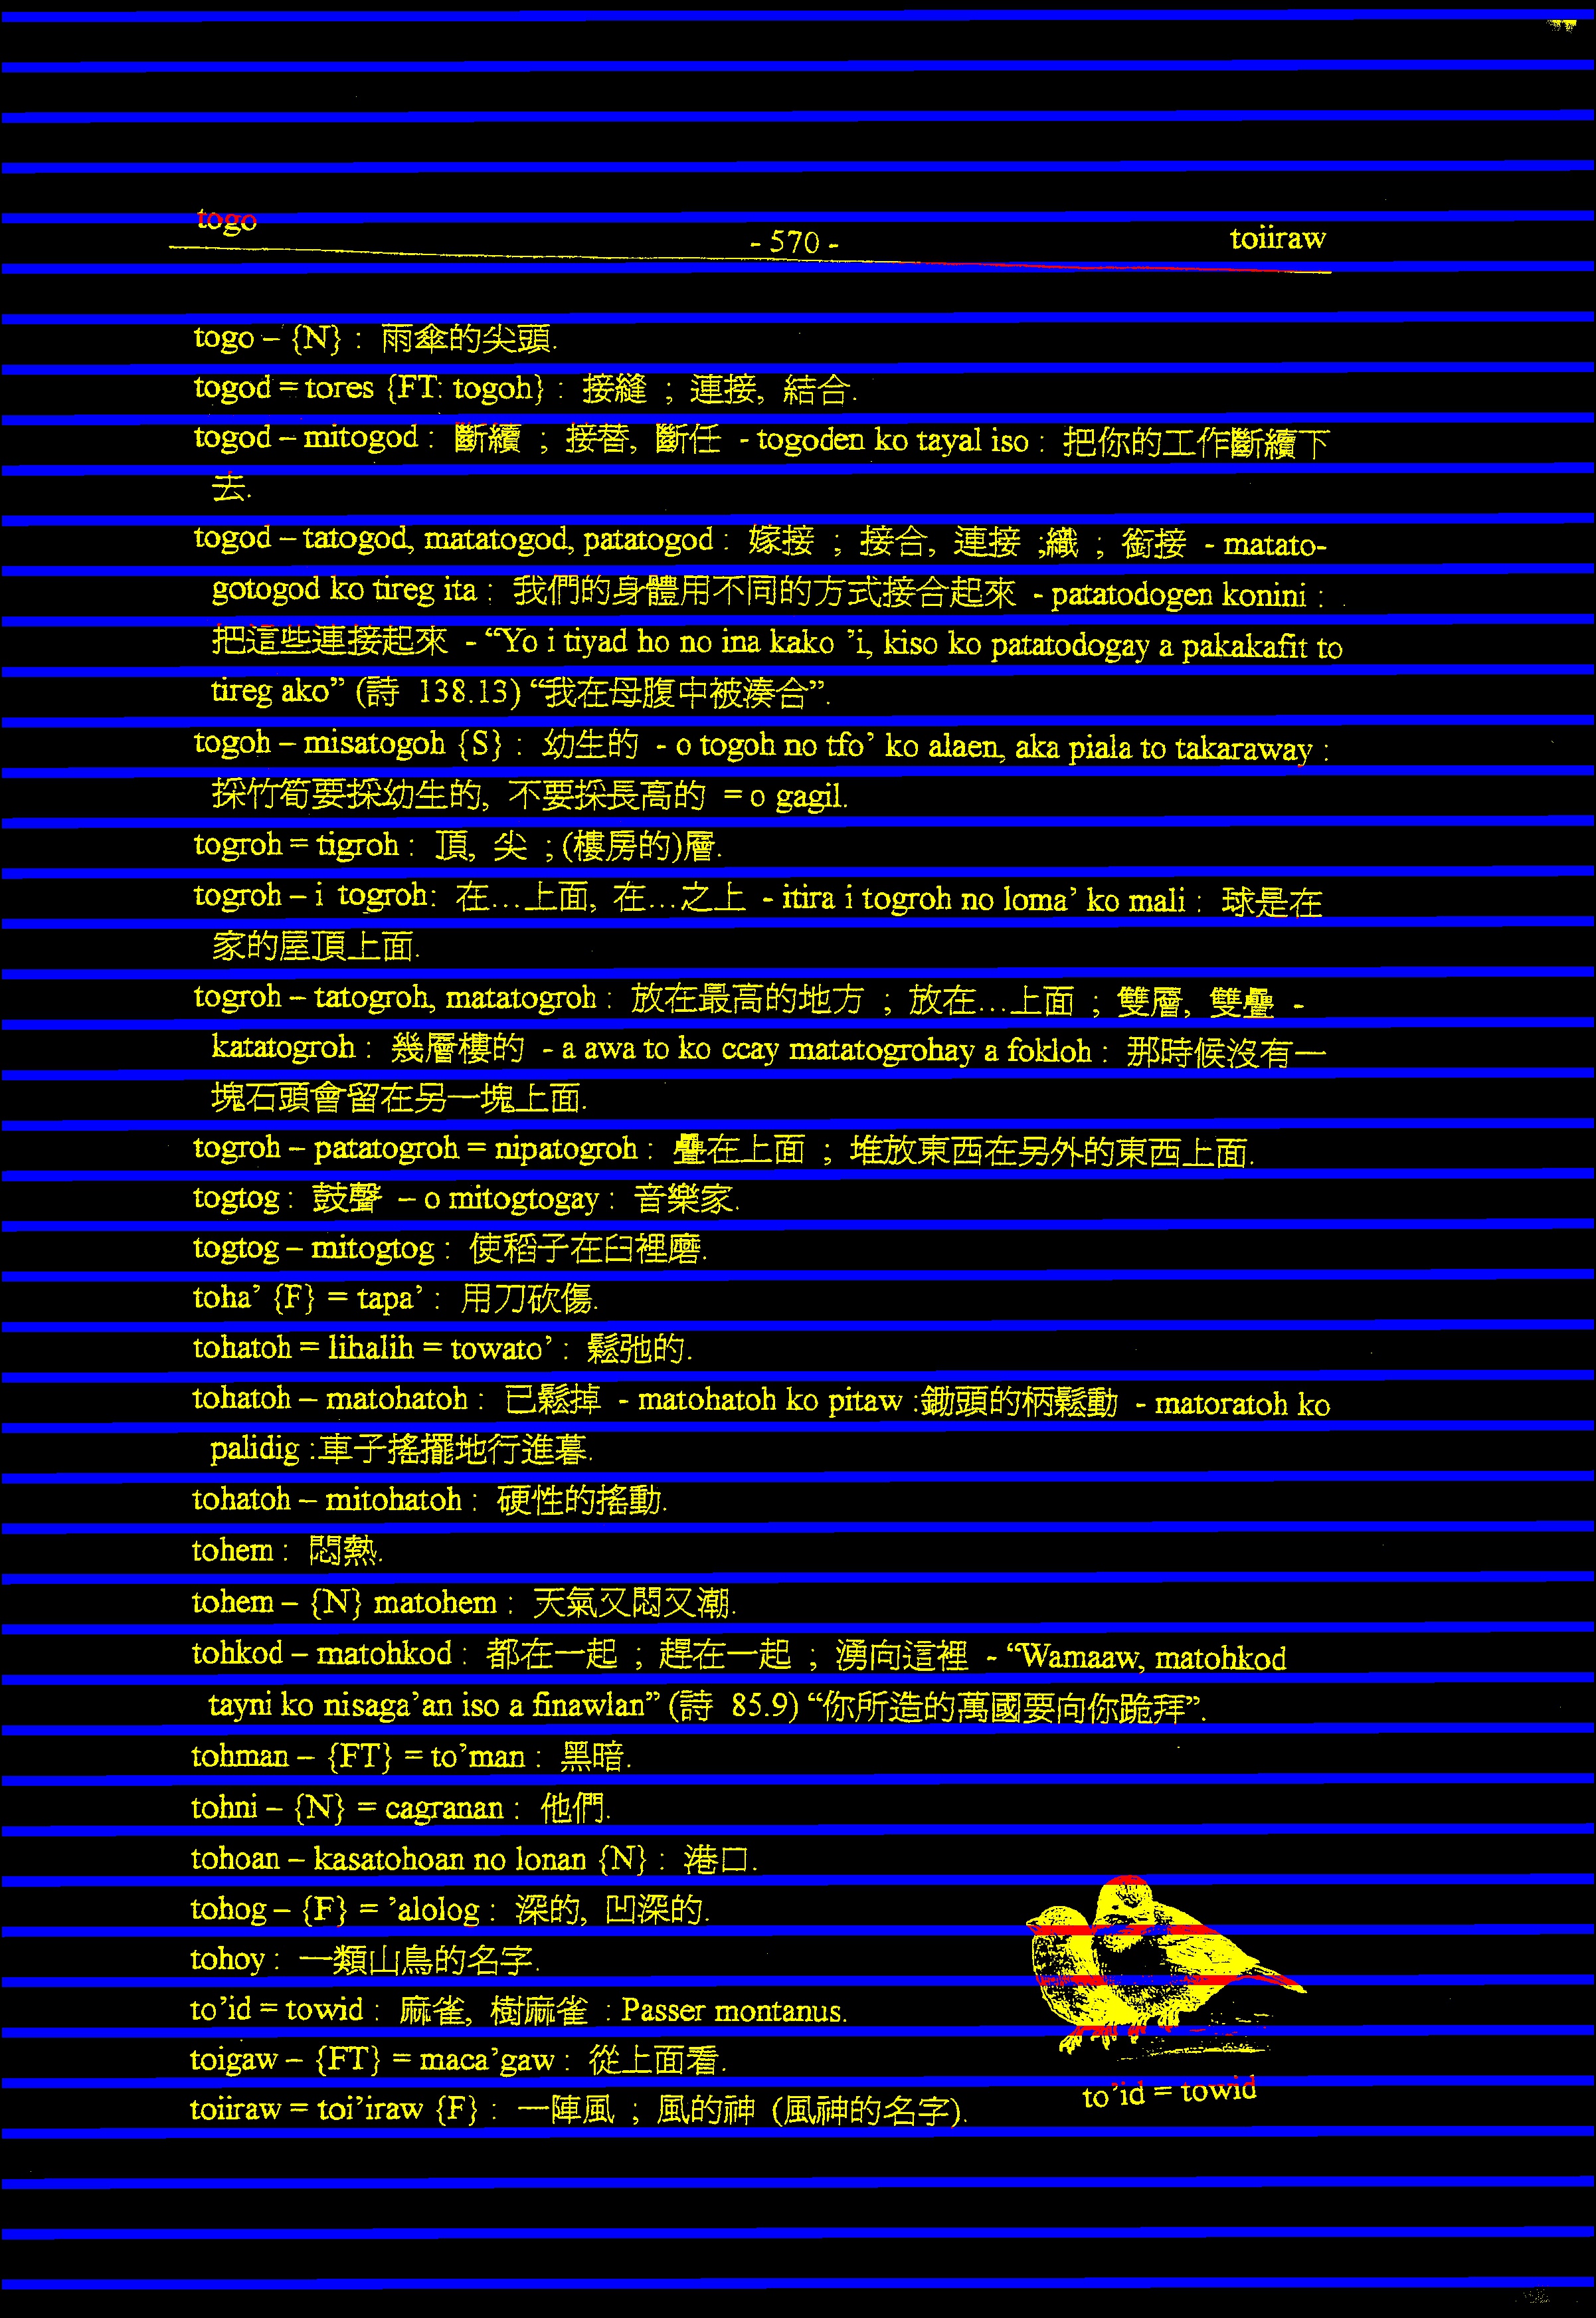 togo
- 570 -
toiiraw
togo – {N} : 雨傘的尖頭.
togod = tores {FT: togoh} : 接縫 ; 連接, 結合.
togod – mitogod : 斷續 ; 接替, 斷任 - togoden ko tayal iso : 把你的工作斷續下
去.
togod – tatogod, matatogod, patatogod : 嫁接 ; 接合, 連接 ;織 ; 銜接 - matato-
gotogod ko tireg ita : 我們的身體用不同的方式接合起來 - patatodogen konini :
把這些連接起來 - “Yo i tiyad ho no ina kako ’i, kiso ko patatodogay a pakakafit to
tireg ako” (詩 138.13) “我在母腹中被湊合”.
togoh – misatogoh {S} : 幼生的 - o togoh no tfo’ ko alaen, aka piala to takaraway :
採竹筍要採幼生的, 不要採長高的 = o gagil.
togroh = tigroh : 頂, 尖 ; (樓房的)層.
togroh – i togroh: 在…上面, 在…之上 - itira i togroh no loma’ ko mali : 球是在
家的屋頂上面.
togroh – tatogroh, matatogroh : 放在最高的地方 ; 放在…上面 ; 雙層, 雙疊 -
katatogroh : 幾層樓的 - a awa to ko ccay matatogrohay a fokloh : 那時候沒有一
塊石頭會留在另一塊上面.
togroh – patatogroh = nipatogroh : 疊在上面 ; 堆放東西在另外的東西上面.
togtog : 鼓聲 – o mitogtogay : 音樂家.
togtog – mitogtog : 使稻子在臼裡磨.
toha’ {F} = tapa’ : 用刀砍傷.
tohatoh = lihalih = towato’ : 鬆弛的.
tohatoh – matohatoh : 已鬆掉 - matohatoh ko pitaw :鋤頭的柄鬆動 - matoratoh ko
palidig :車子搖擺地行進暮.
tohatoh – mitohatoh : 硬性的搖動.
tohem : 悶熱.
tohem – {N} matohem : 天氣又悶又潮.
tohkod – matohkod : 都在一起 ; 趕在一起 ; 湧向這裡 - “Wamaaw, matohkod
tayni ko nisaga’an iso a finawlan” (詩 85.9) “你所造的萬國要向你跪拜”.
tohman – {FT} = to’man : 黑暗.
tohni – {N} = cagranan : 他們.
tohoan – kasatohoan no lonan {N} : 港口.
tohog – {F} = ’alolog : 深的, 凹深的.
tohoy : 一類山鳥的名字.
to’id = towid : 麻雀, 樹麻雀 : Passer montanus.
toigaw – {FT} = maca’gaw : 從上面看.
toiiraw = toi’iraw {F} : 一陣風 ; 風的神 (風神的名字).
to’id = towid